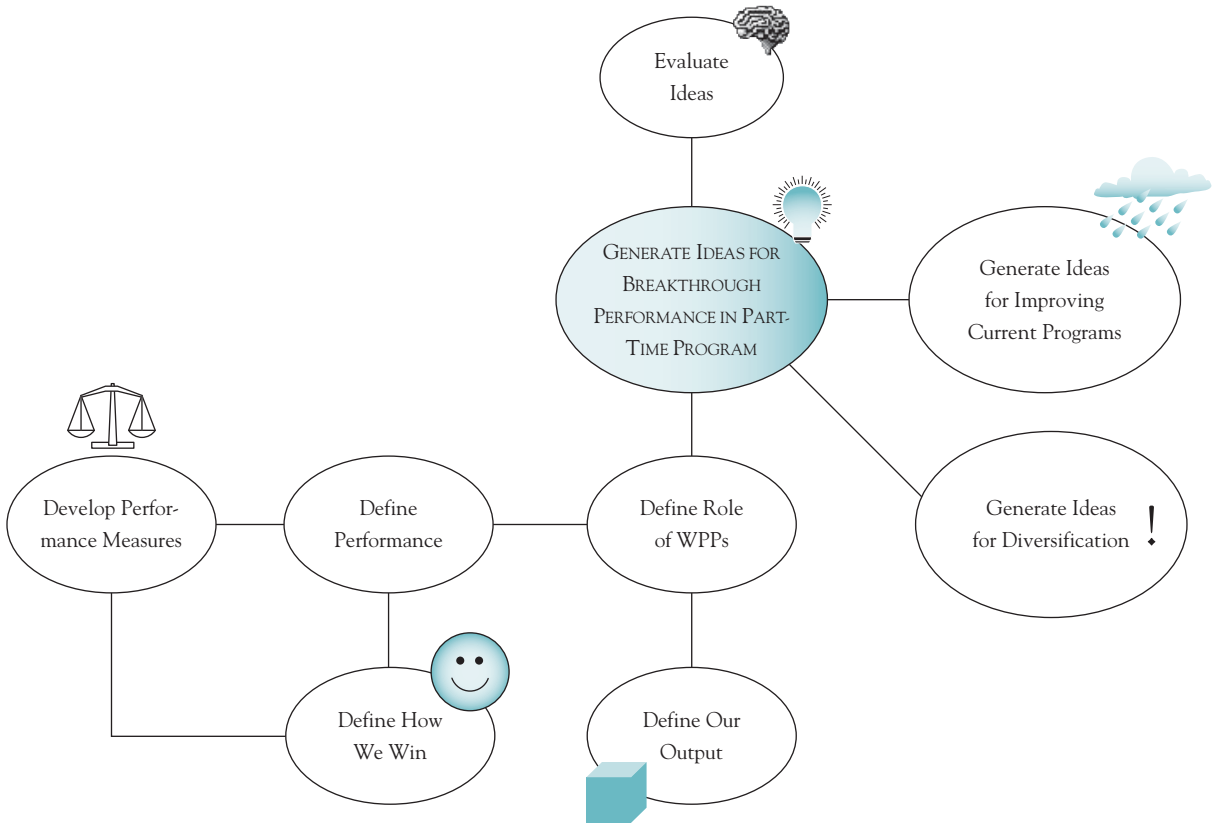 Evaluate
Ideas
GENERATE IDEAS FOR
BREAKTHROUGH
PERFORMANCE IN PART-
TIME PROGRAM
Generate Ideas
for Improving
Current Programs
Develop Perfor-
mance Measures
Define
Performance
Define Role
of WPPs
Generate Ideas
for Diversification !
Define How
We Win
Define Our
Output